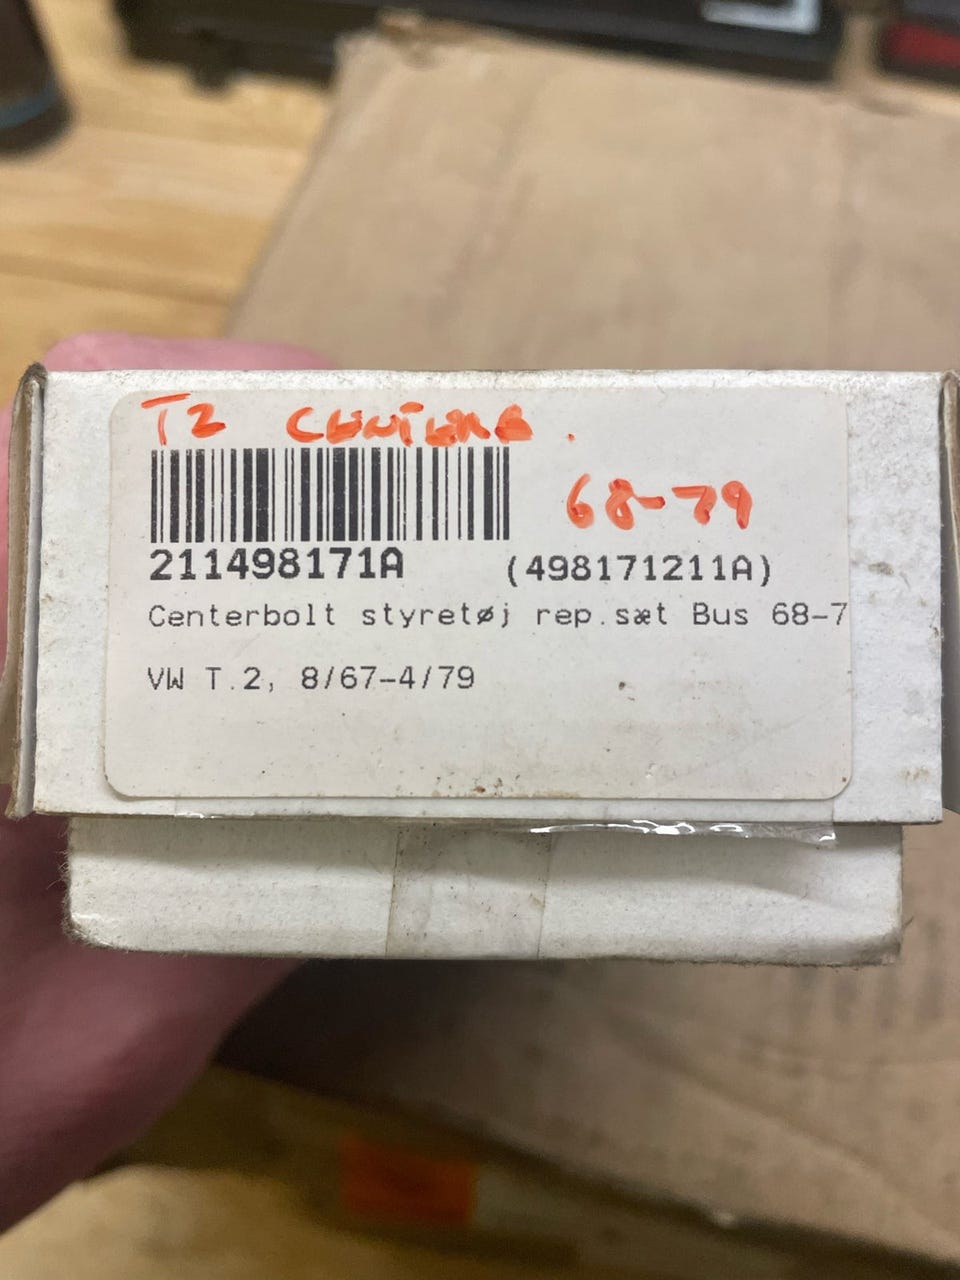 T2
68-79
211498171A (498171211A)
Centerbolt styretøj rep.sæt Bus 68-7
VW T.2, 8/67-4/79